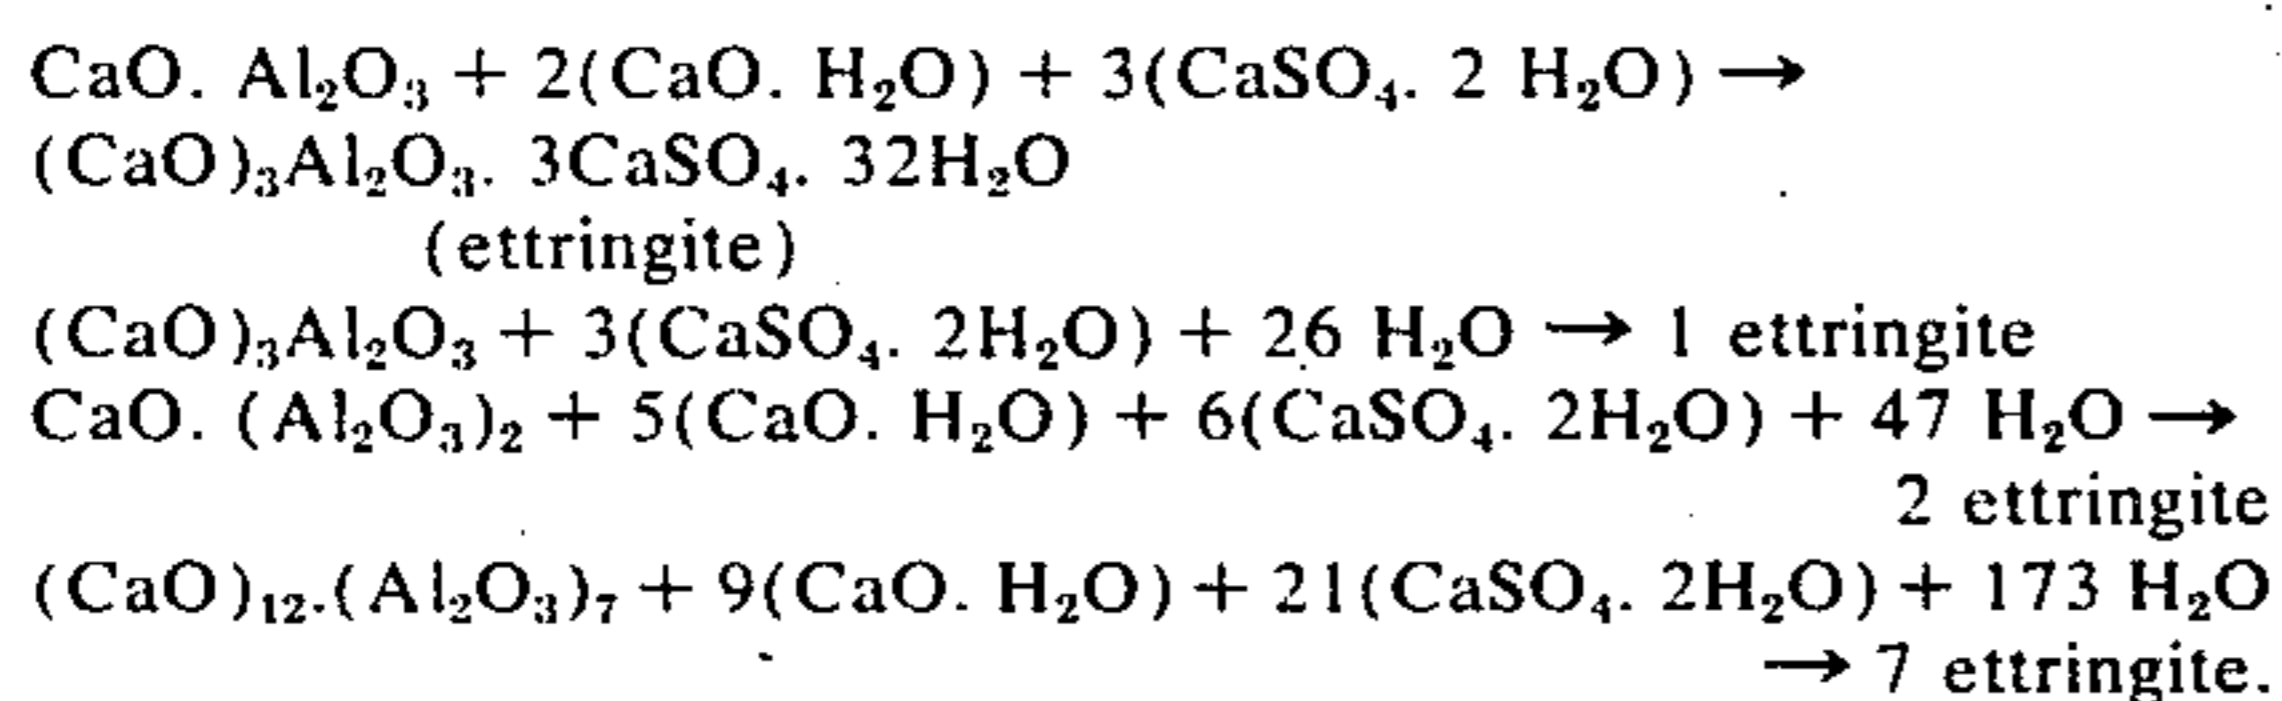 CaO. Al₂O₃ + 2(CaO. H₂O) + 3(CaSO₄. 2 H₂O) →
(CaO)₃Al₂O₃. 3CaSO₄. 32H₂O
(ettringite)
(CaO)₃Al₂O₃ + 3(CaSO₄. 2H₂O) + 26 H₂O → 1 ettringite
CaO. (Al₂O₃)₂ + 5(CaO. H₂O) + 6(CaSO₄. 2H₂O) + 47 H₂O →
2 ettringite
(CaO)₁₂.(Al₂O₃)₇ + 9(CaO. H₂O) + 21(CaSO₄. 2H₂O) + 173 H₂O
→ 7 ettringite.